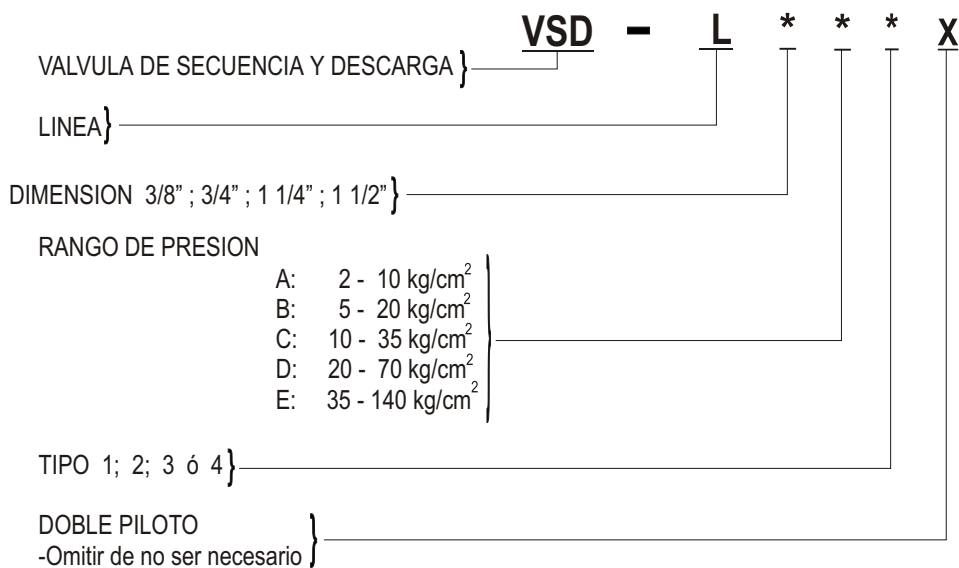 VSD - L * * * X
VALVULA DE SECUENCIA Y DESCARGA }
LINEA}
DIMENSION 3/8” ; 3/4” ; 1 1/4” ; 1 1/2” }
RANGO DE PRESION
A: 2 - 10 kg/cm²
B: 5 - 20 kg/cm²
C: 10 - 35 kg/cm²
D: 20 - 70 kg/cm²
E: 35 - 140 kg/cm²
TIPO 1; 2; 3 ó 4 }
DOBLE PILOTO
-Omitir de no ser necesario }